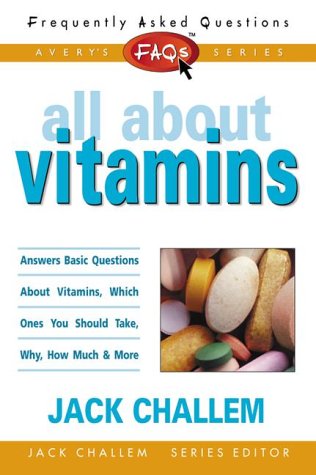 Frequently Asked Questions
AVERY'S FAQs™ SERIES
all about
vitamins
Answers Basic Questions
About Vitamins, Which
Ones You Should Take,
Why, How Much & More
JACK CHALLEM
JACK CHALLEM SERIES EDITOR